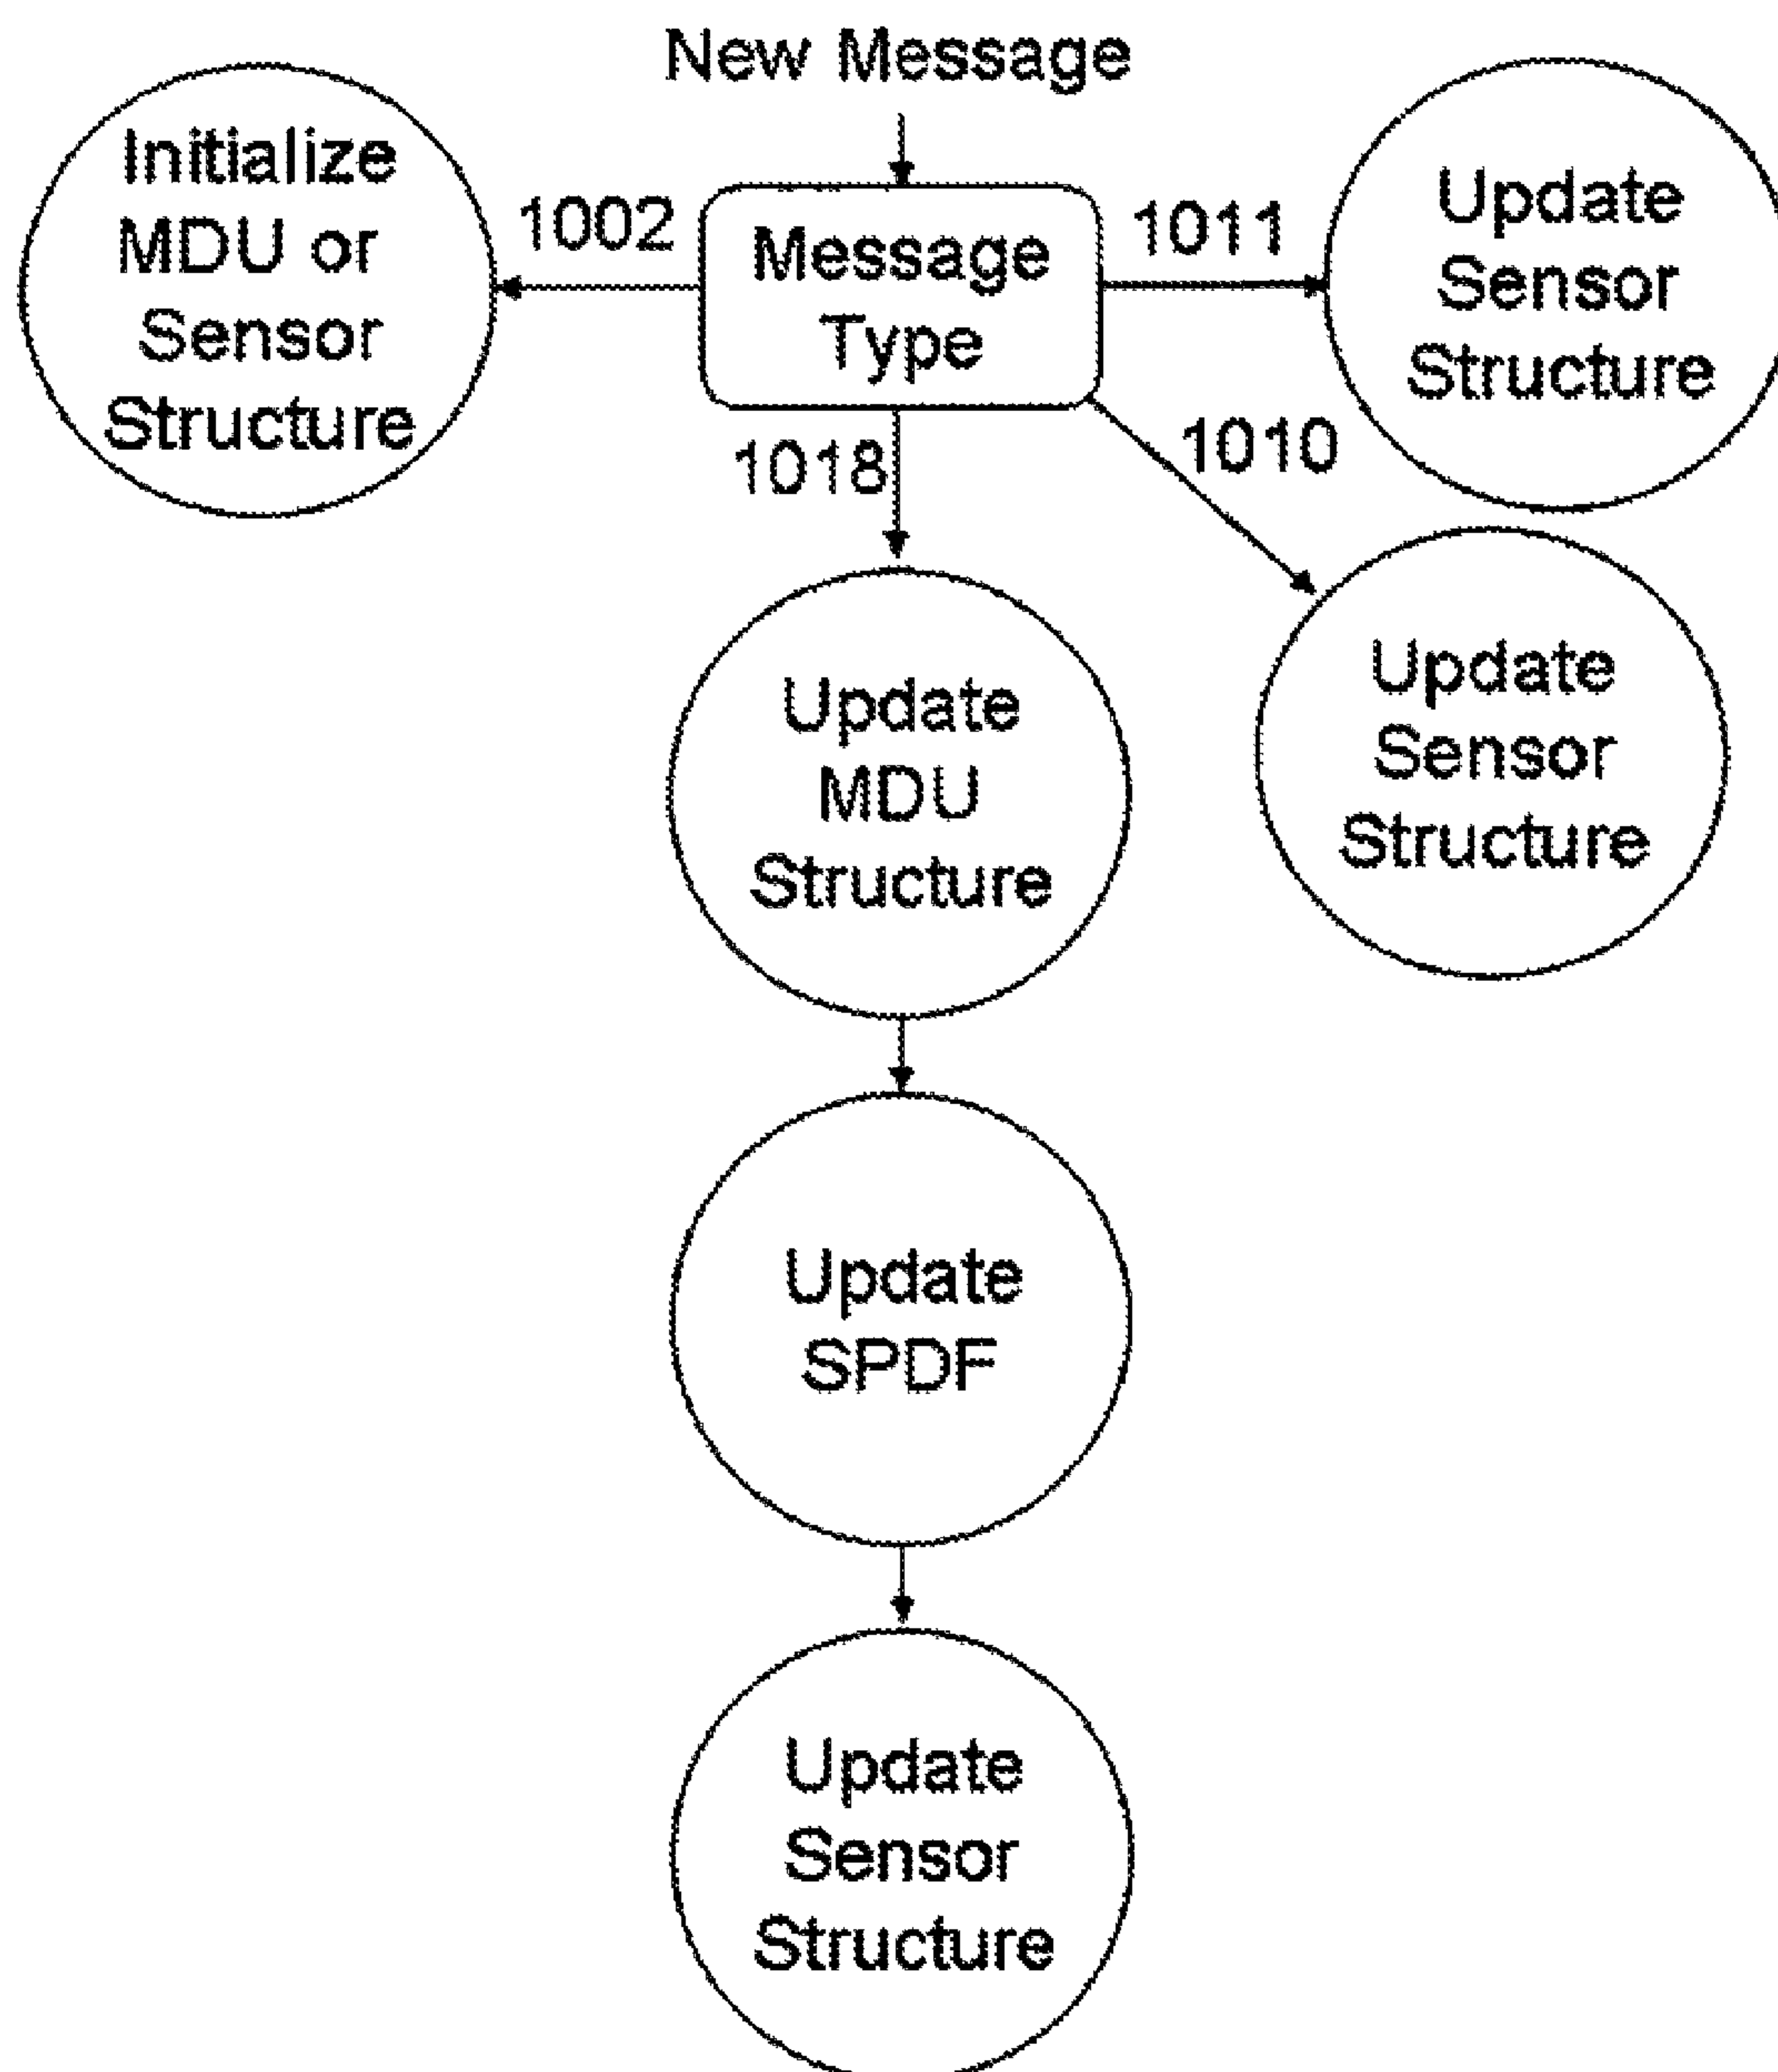 New Message
Initialize
MDU or
Sensor
Structure
1002
Message
Type
1011
Update
Sensor
Structure
1018
1010
Update
MDU
Structure
Update
Sensor
Structure
Update
SPDF
Update
Sensor
Structure